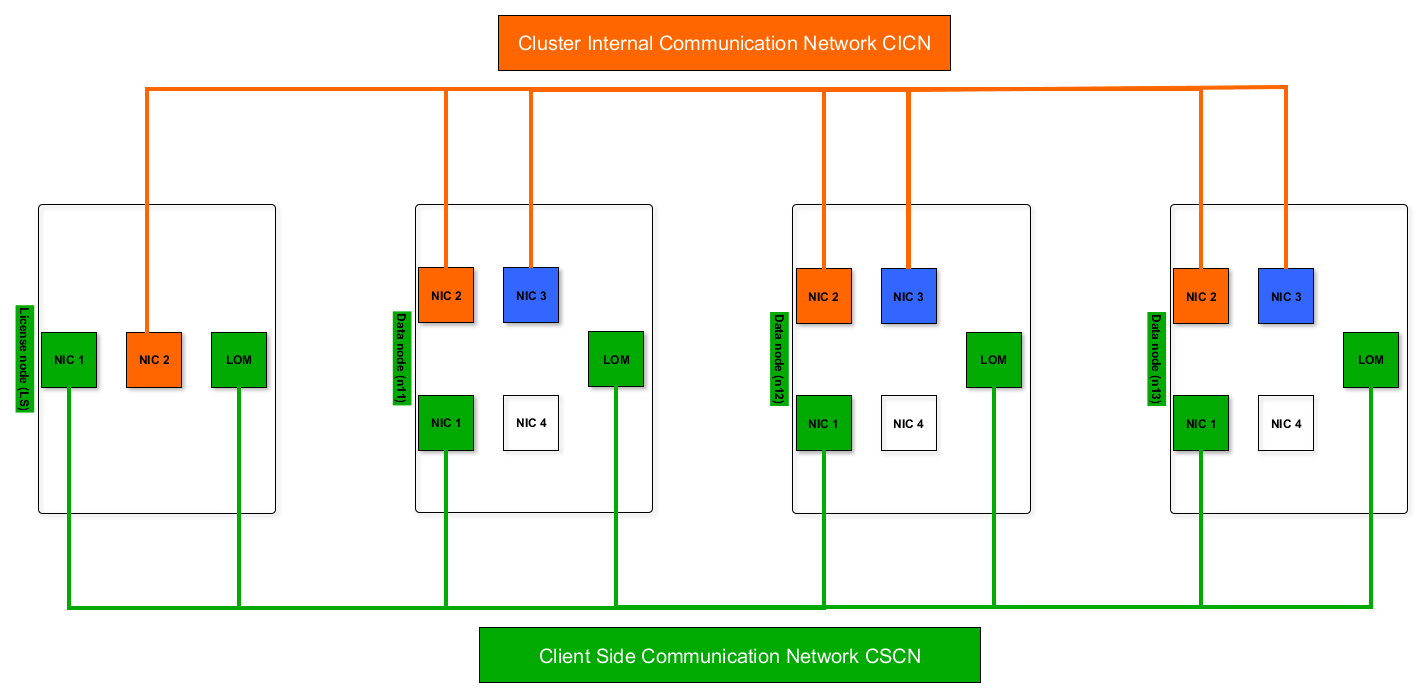 Cluster Internal Communication Network CICN
License node (LS)
NIC 1
NIC 2
LOM
Data node (n11)
NIC 2
NIC 3
LOM
NIC 1
NIC 4
Data node (n12)
NIC 2
NIC 3
LOM
NIC 1
NIC 4
Data node (n13)
NIC 2
NIC 3
LOM
NIC 1
NIC 4
Client Side Communication Network CSCN